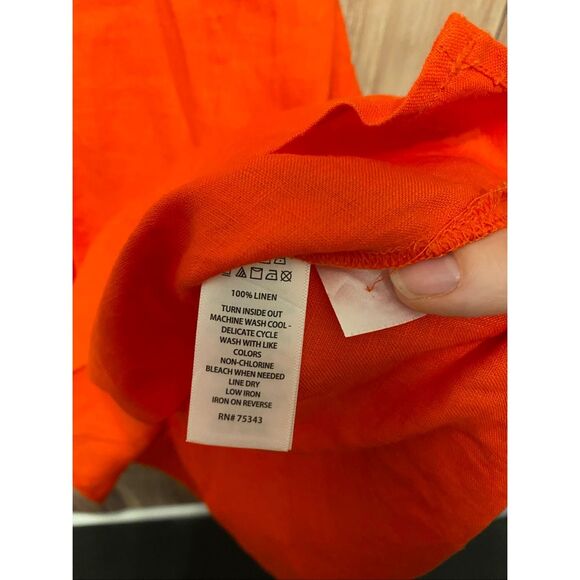 100% LINEN
TURN INSIDE OUT
MACHINE WASH COOL -
DELICATE CYCLE
WASH WITH LIKE
COLORS
NON-CHLORINE
BLEACH WHEN NEEDED
LINE DRY
LOW IRON
IRON ON REVERSE
RN# 75343